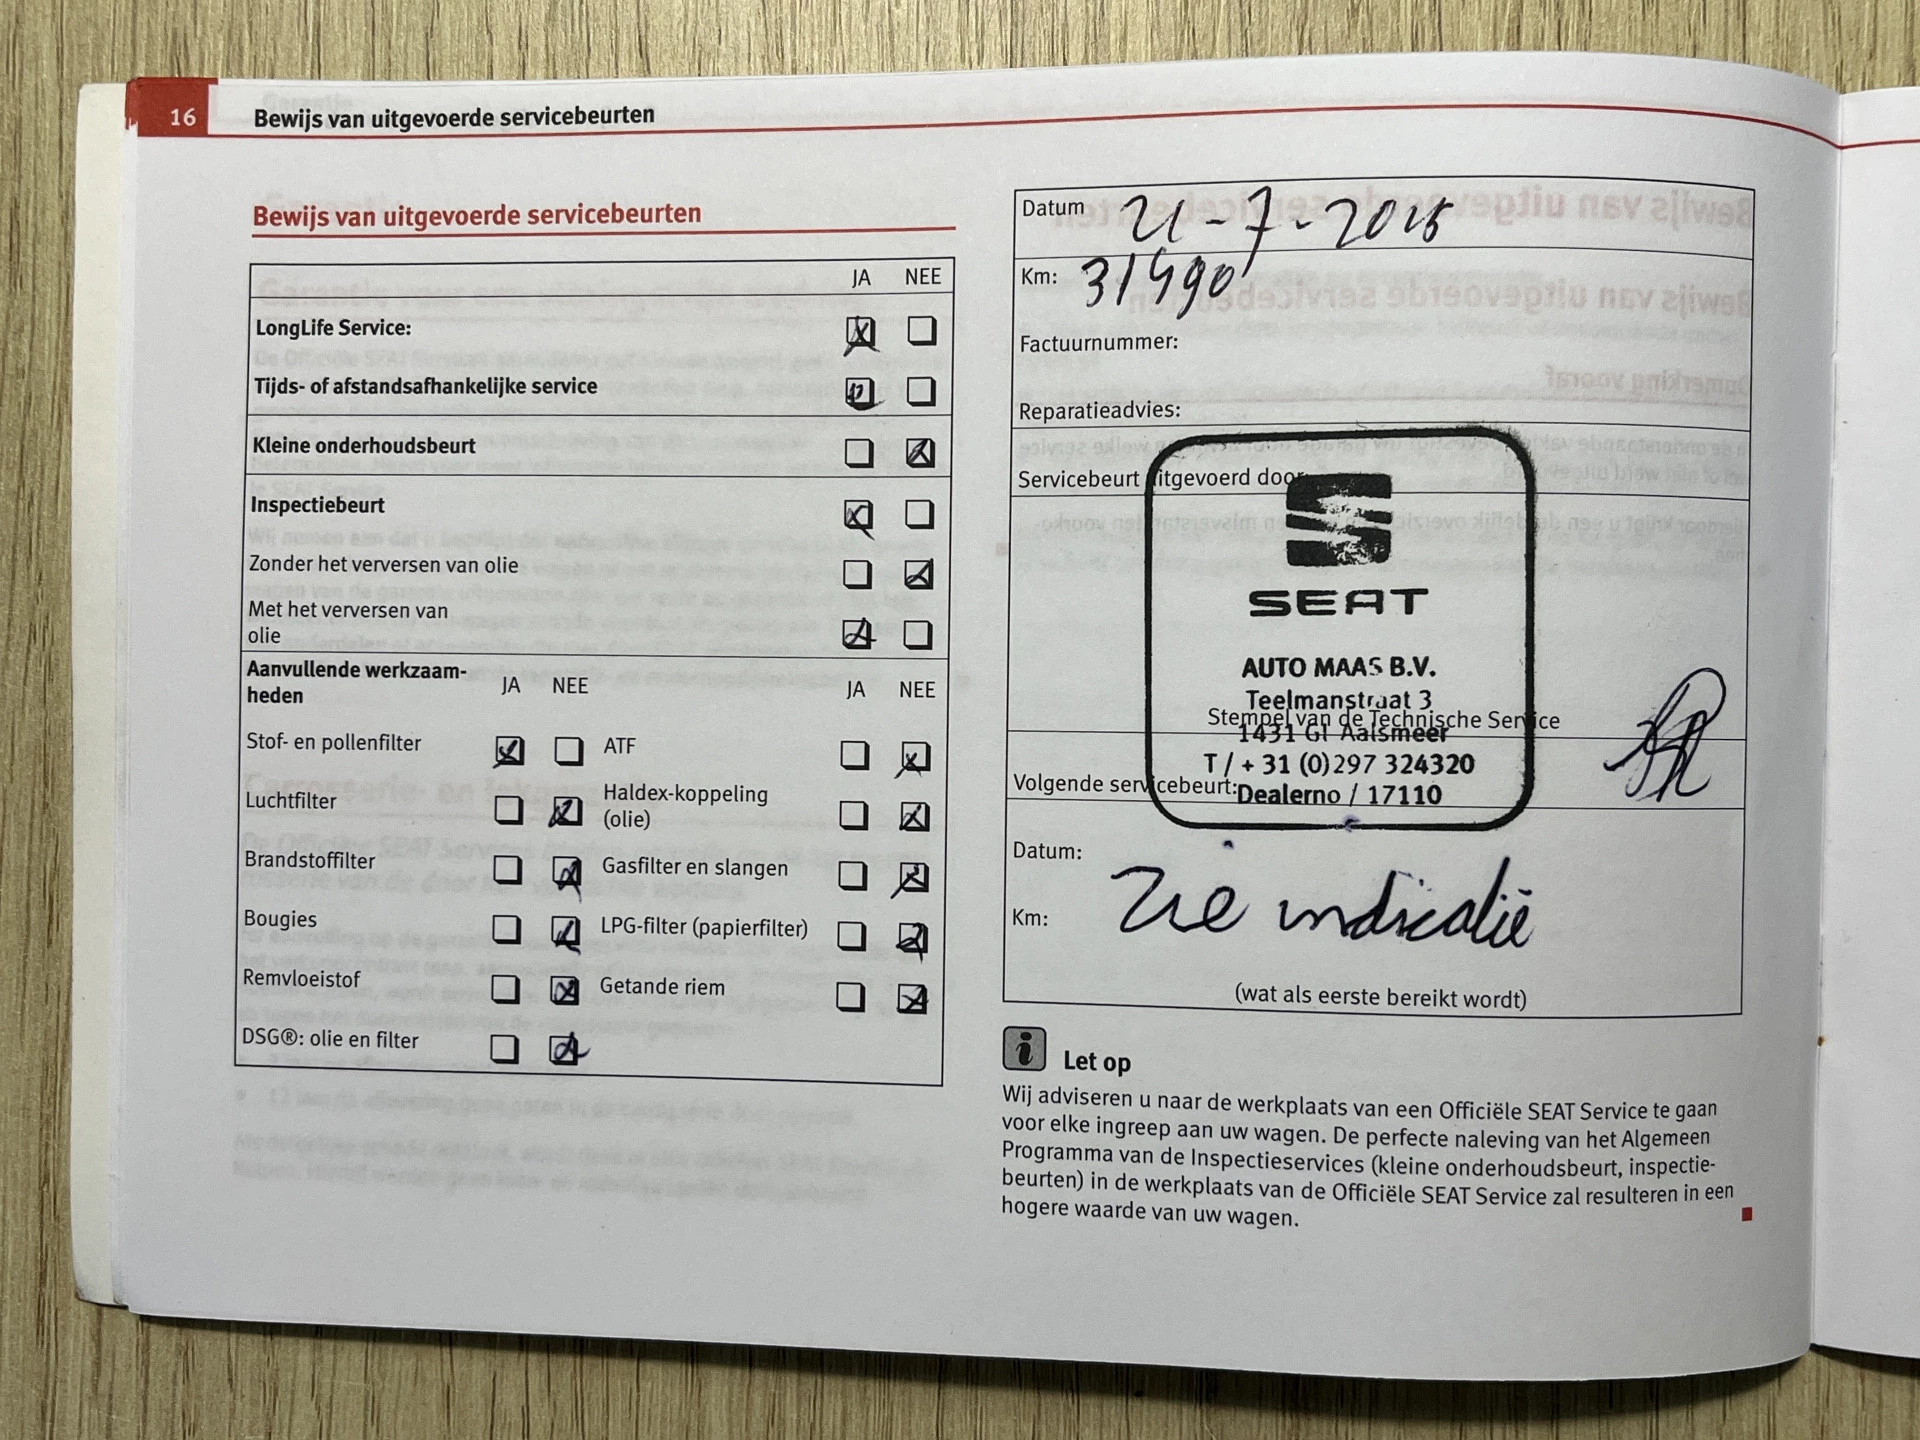 16 Bewijs van uitgevoerde servicebeurten
Bewijs van uitgevoerde servicebeurten
JA NEE
LongLife Service:
Tijds- of afstandsafhankelijke service
Kleine onderhoudsbeurt
Inspectiebeurt
Zonder het verversen van olie
Met het verversen van
olie
Aanvullende werkzaam-
heden
JA NEE JA NEE
Stof- en pollenfilter ATF
Luchtfilter Haldex-koppeling
(olie)
Brandstoffilter Gasfilter en slangen
Bougies LPG-filter (papierfilter)
Remvloeistof Getande riem
DSG®: olie en filter
Datum
Km: 31490
Factuurnummer:
Reparatieadvies:
Servicebeurt uitgevoerd door
SEAT
AUTO MAAS B.V.
Teelmanstraat 3
Stempel van de Technische Service
1431 GT Aalsmeer
T / + 31 (0)297 324320
Volgende servicebeurt:
Dealerno / 17110
Datum:
Zie indicatie
Km:
(wat als eerste bereikt wordt)
i Let op
Wij adviseren u naar de werkplaats van een Officiële SEAT Service te gaan
voor elke ingreep aan uw wagen. De perfecte naleving van het Algemeen
Programma van de Inspectieservices (kleine onderhoudsbeurt, inspectie-
beurten) in de werkplaats van de Officiële SEAT Service zal resulteren in een
hogere waarde van uw wagen.